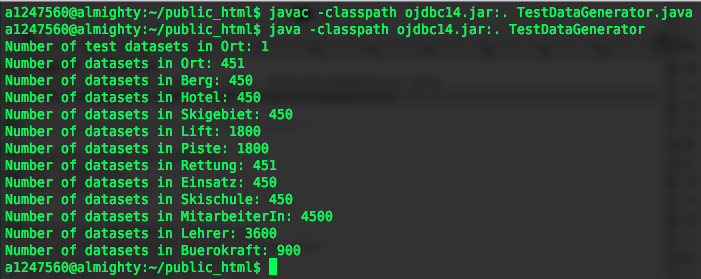 a1247560@almighty:~/public_html$ javac -classpath ojdbc14.jar:. TestDataGenerator.java
a1247560@almighty:~/public_html$ java -classpath ojdbc14.jar:. TestDataGenerator
Number of test datasets in Ort: 1
Number of datasets in Ort: 451
Number of datasets in Berg: 450
Number of datasets in Hotel: 450
Number of datasets in Skigebiet: 450
Number of datasets in Lift: 1800
Number of datasets in Piste: 1800
Number of datasets in Rettung: 451
Number of datasets in Einsatz: 450
Number of datasets in Skischule: 450
Number of datasets in MitarbeiterIn: 4500
Number of datasets in Lehrer: 3600
Number of datasets in Buerokraft: 900
a1247560@almighty:~/public_html$